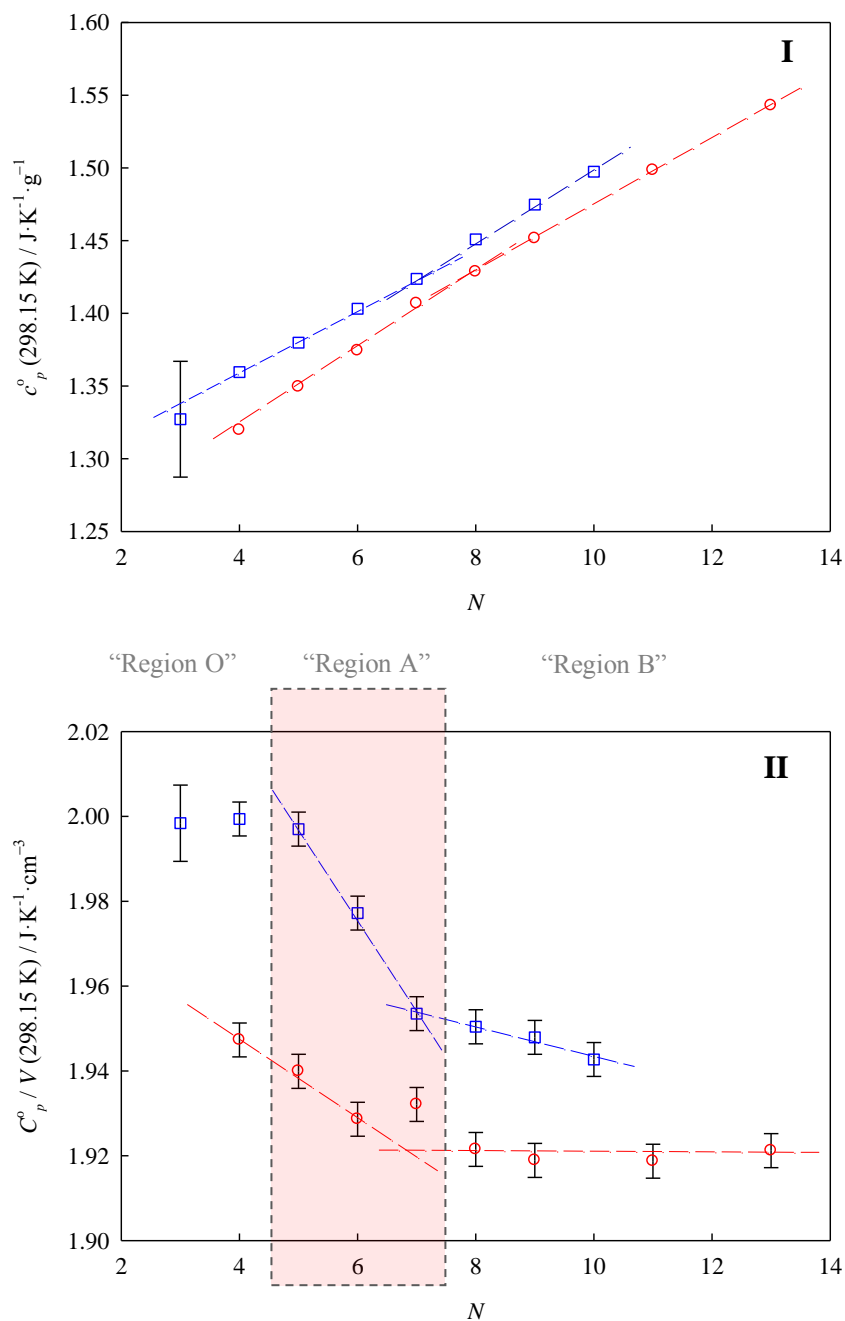 I
1.60
1.55
1.50
1.45
1.40
1.35
1.30
1.25
c°p (298.15 K) / J·K⁻¹·g⁻¹
2 4 6 8 10 12 14
N
“Region O” “Region A” “Region B”
II
2.02
2.00
1.98
1.96
1.94
1.92
1.90
C°p / V (298.15 K) / J·K⁻¹·cm⁻³
2 4 6 8 10 12 14
N